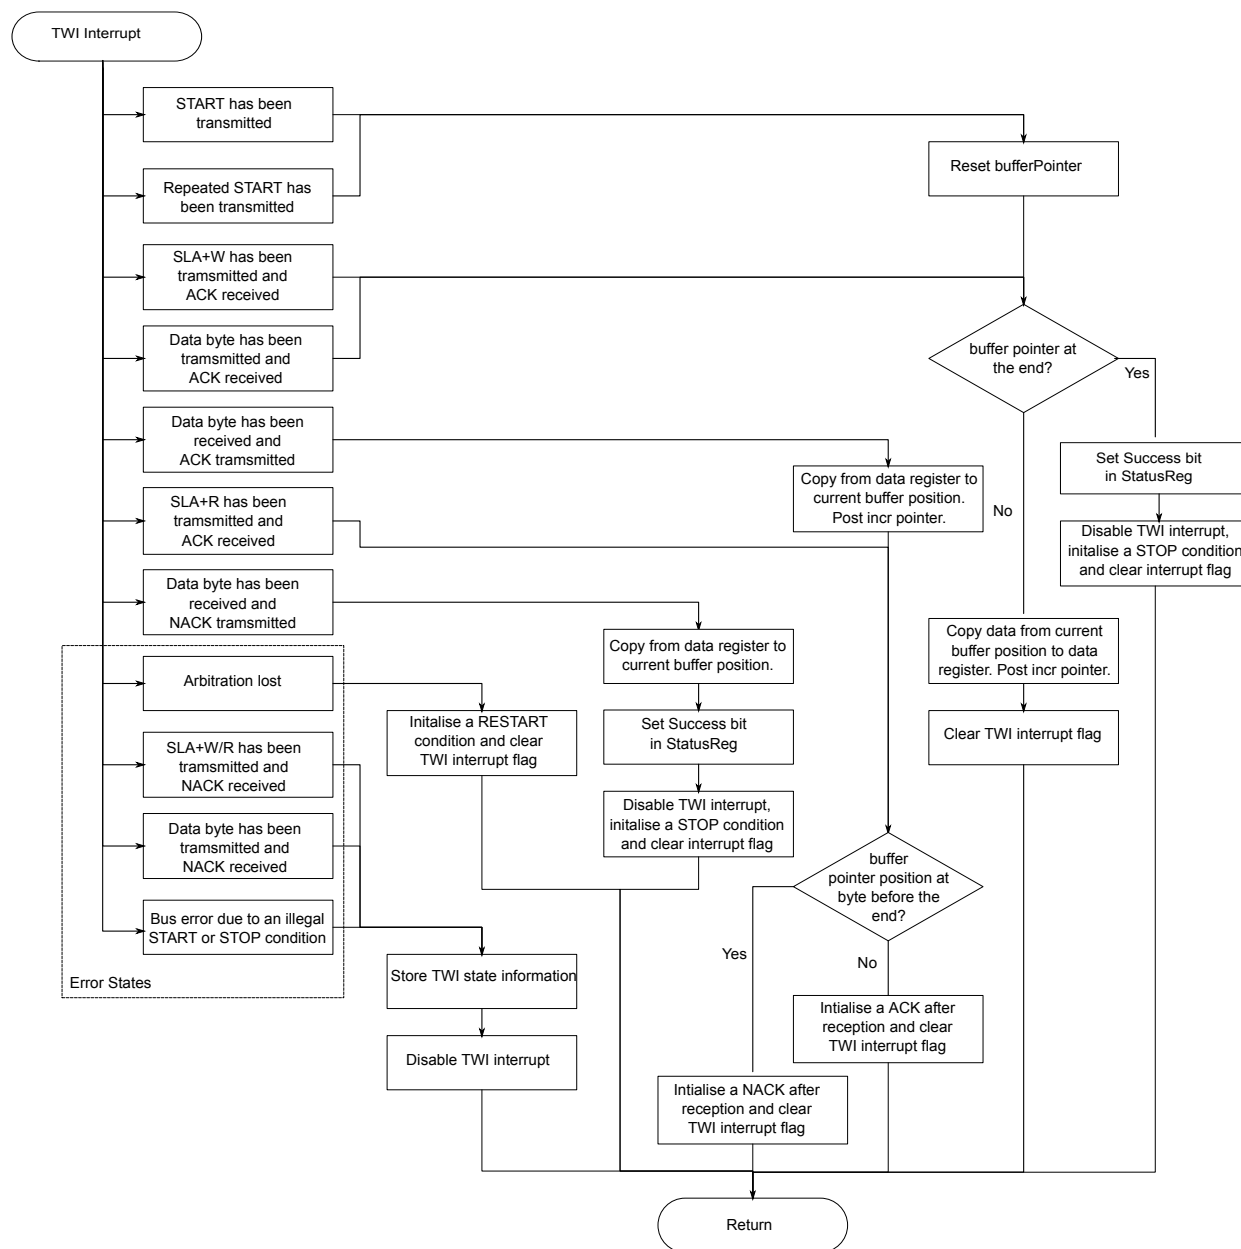 TWI Interrupt
START has been
transmitted
Reset bufferPointer
Repeated START has
been transmitted
SLA+W has been
tramsmitted and
ACK received
Data byte has been
tramsmitted and
ACK received
buffer pointer at
the end?
Yes
Data byte has been
received and
ACK tramsmitted
Set Success bit
in StatusReg
Copy from data register to
current buffer position.
Post incr pointer.
No
SLA+R has been
tramsmitted and
ACK received
Disable TWI interrupt,
initalise a STOP condition
and clear interrupt flag
Data byte has been
received and
NACK tramsmitted
Copy from data register to
current buffer position.
Copy data from current
buffer position to data
register. Post incr pointer.
Arbitration lost
Initalise a RESTART
condition and clear
TWI interrupt flag
Set Success bit
in StatusReg
Clear TWI interrupt flag
SLA+W/R has been
tramsmitted and
NACK received
Disable TWI interrupt,
initalise a STOP condition
and clear interrupt flag
Data byte has been
tramsmitted and
NACK received
buffer
pointer position at
byte before the
end?
Bus error due to an illegal
START or STOP condition
Yes
No
Error States
Store TWI state information
Intialise a ACK after
reception and clear
TWI interrupt flag
Disable TWI interrupt
Intialise a NACK after
reception and clear
TWI interrupt flag
Return